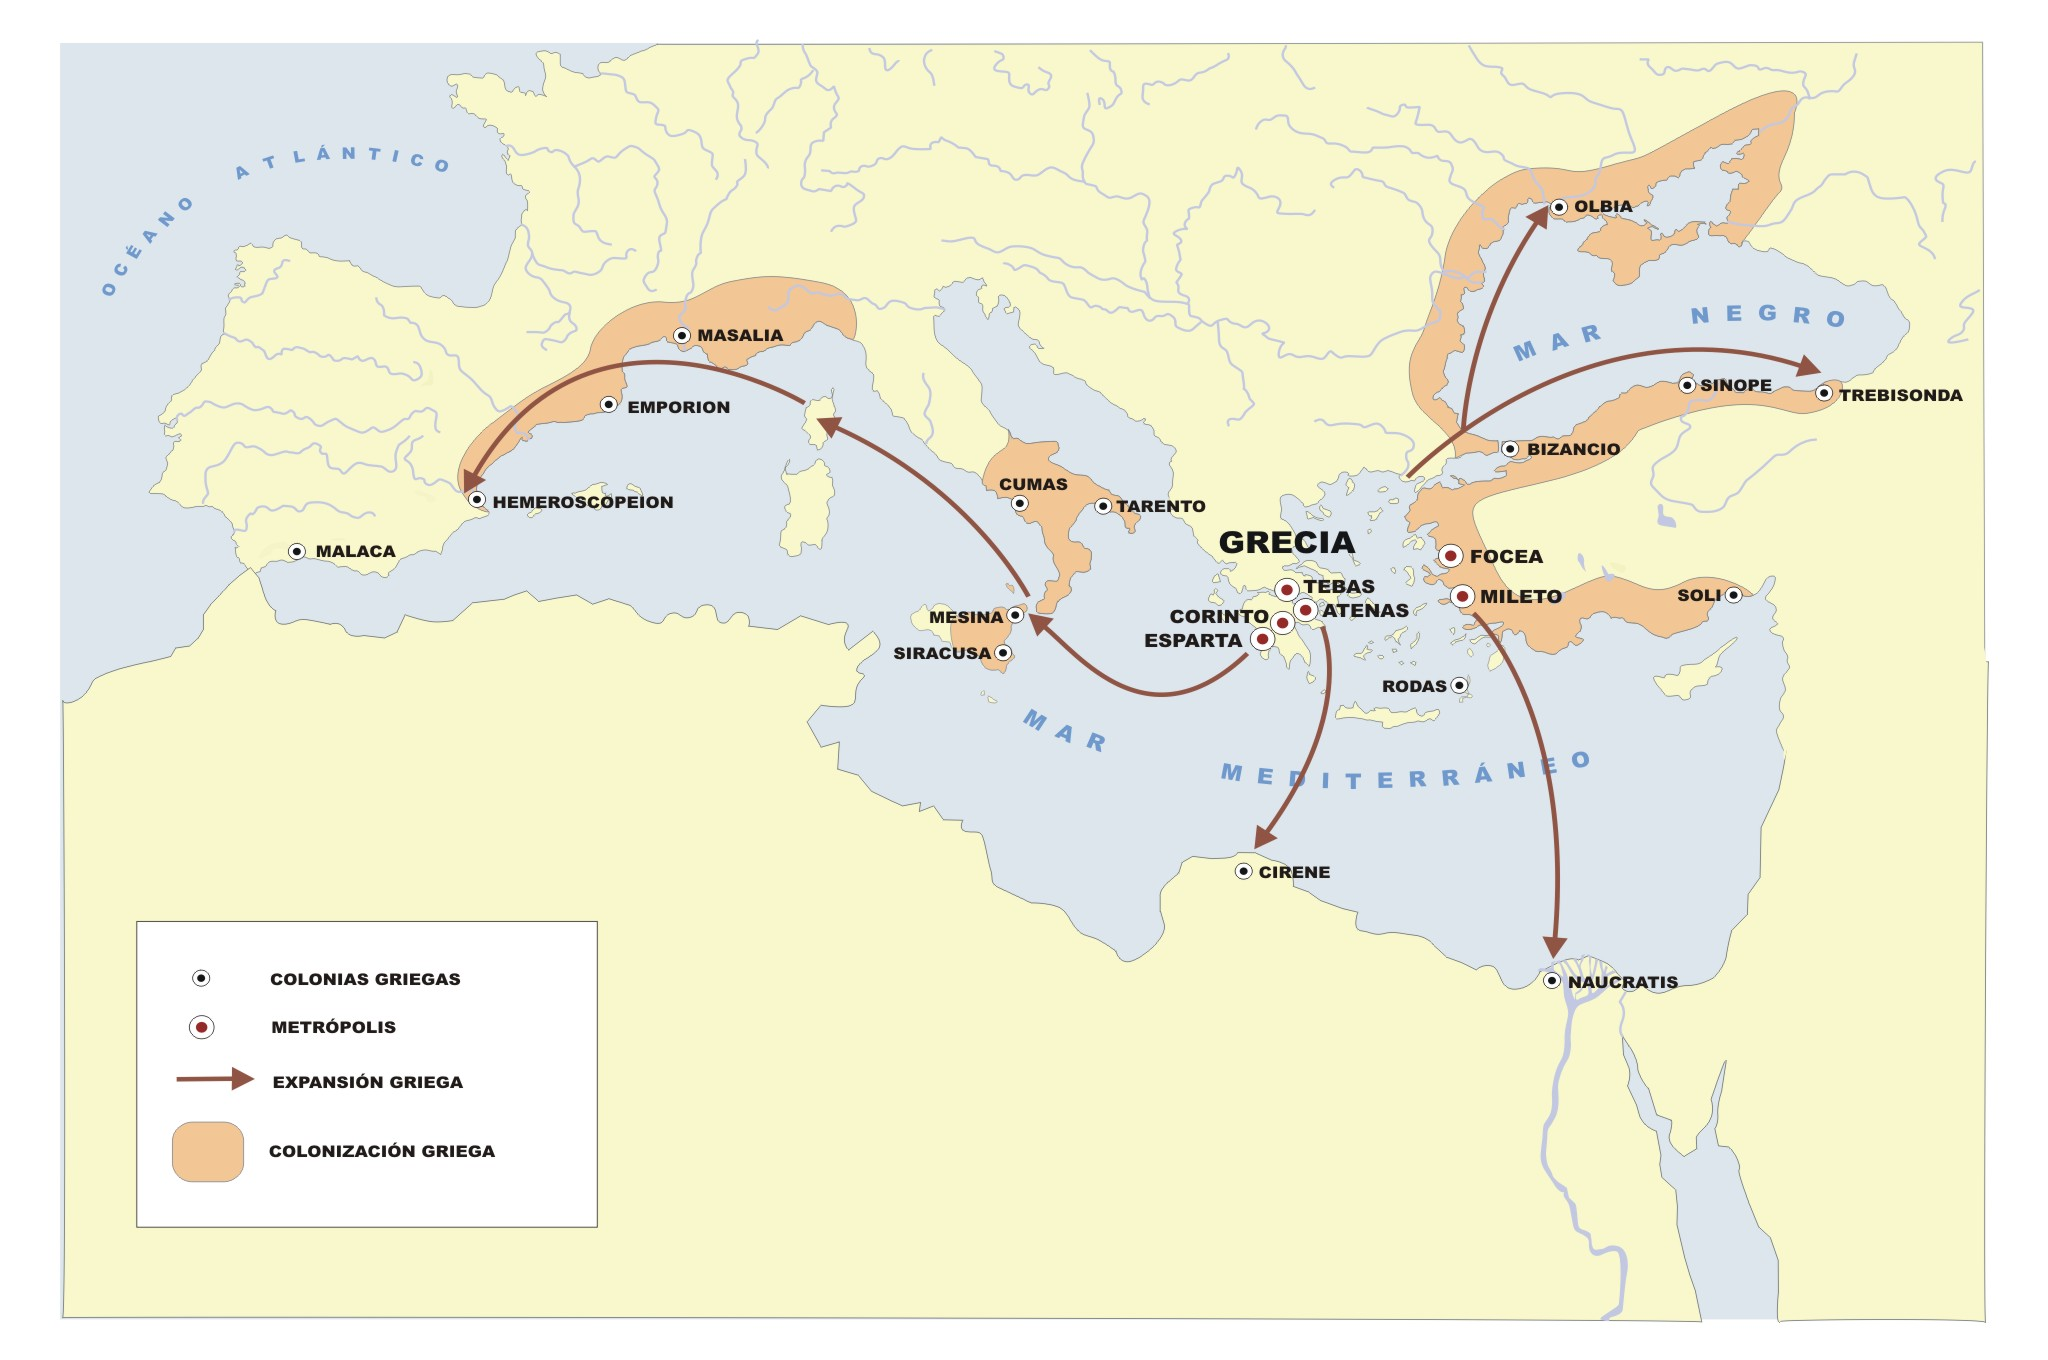 OCÉANO ATLÁNTICO
OLBIA
MAR NEGRO
MASALIA
SINOPE
TREBISONDA
EMPORION
BIZANCIO
CUMAS
HEMEROSCOPEION
TARENTO
GRECIA
MALACA
FOCEA
TEBAS
MILETO
SOLI
ATENAS
MESINA
CORINTO
ESPARTA
SIRACUSA
RODAS
MAR MEDITERRÁNEO
CIRENE
NAUCRATIS
COLONIAS GRIEGAS
METRÓPOLIS
EXPANSIÓN GRIEGA
COLONIZACIÓN GRIEGA